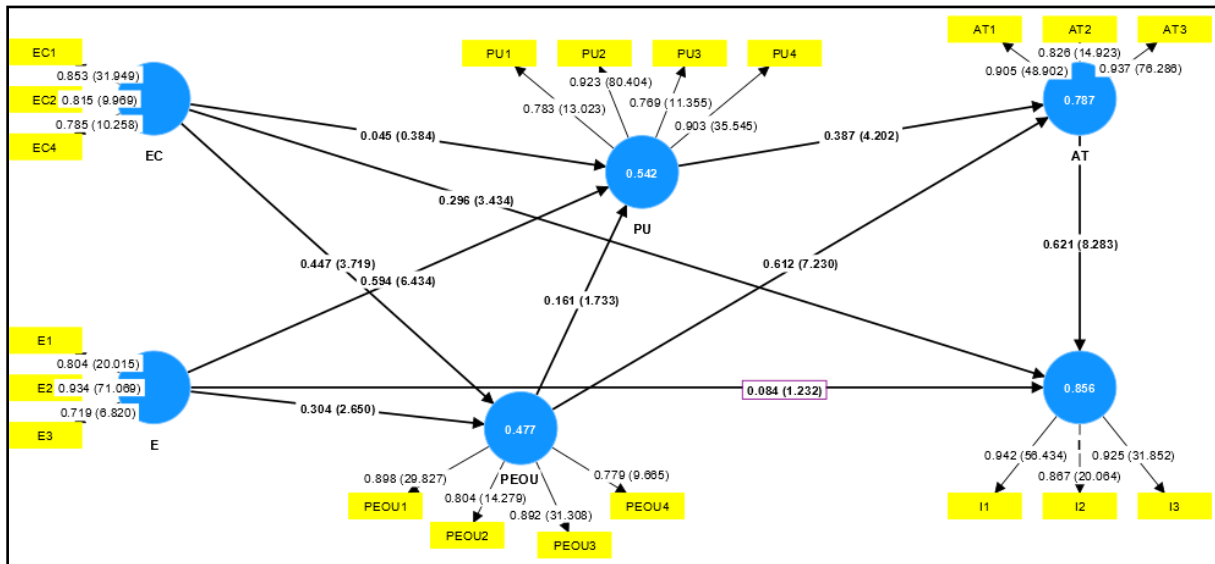 AT1
AT2
AT3
PU1
PU2
PU3
PU4
EC1
0.853 (31.949)
EC2
0.815 (9.969)
0.785 (10.258)
EC4
EC
0.783 (13.023)
0.923 (80.404)
0.769 (11.355)
0.903 (35.545)
0.905 (48.902)
0.826 (14.923)
0.937 (76.286)
0.787
AT
0.045 (0.384)
0.387 (4.202)
0.542
PU
0.296 (3.434)
0.447 (3.719)
0.594 (6.434)
0.161 (1.733)
0.612 (7.230)
0.621 (8.283)
E1
0.804 (20.015)
E2
0.934 (71.069)
0.719 (6.820)
E3
E
0.304 (2.650)
0.084 (1.232)
0.477
PEOU
0.856
0.898 (29.827)
0.804 (14.279)
0.892 (31.308)
0.779 (9.665)
PEOU1
PEOU2
PEOU3
PEOU4
0.942 (56.434)
0.867 (20.064)
0.925 (31.852)
I1
I2
I3